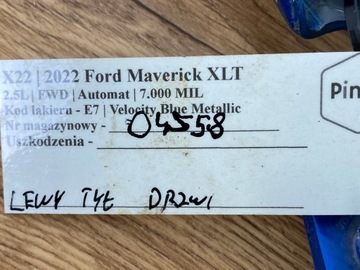 X22 | 2022 Ford Maverick XLT
2.5L | FWD | Automat | 7.000 MIL
Kod lakieru - E7 | Velocity Blue Metallic
Nr magazynowy - 04558
Uszkodzenia -
LEWY TYŁ DRZWI
Pin